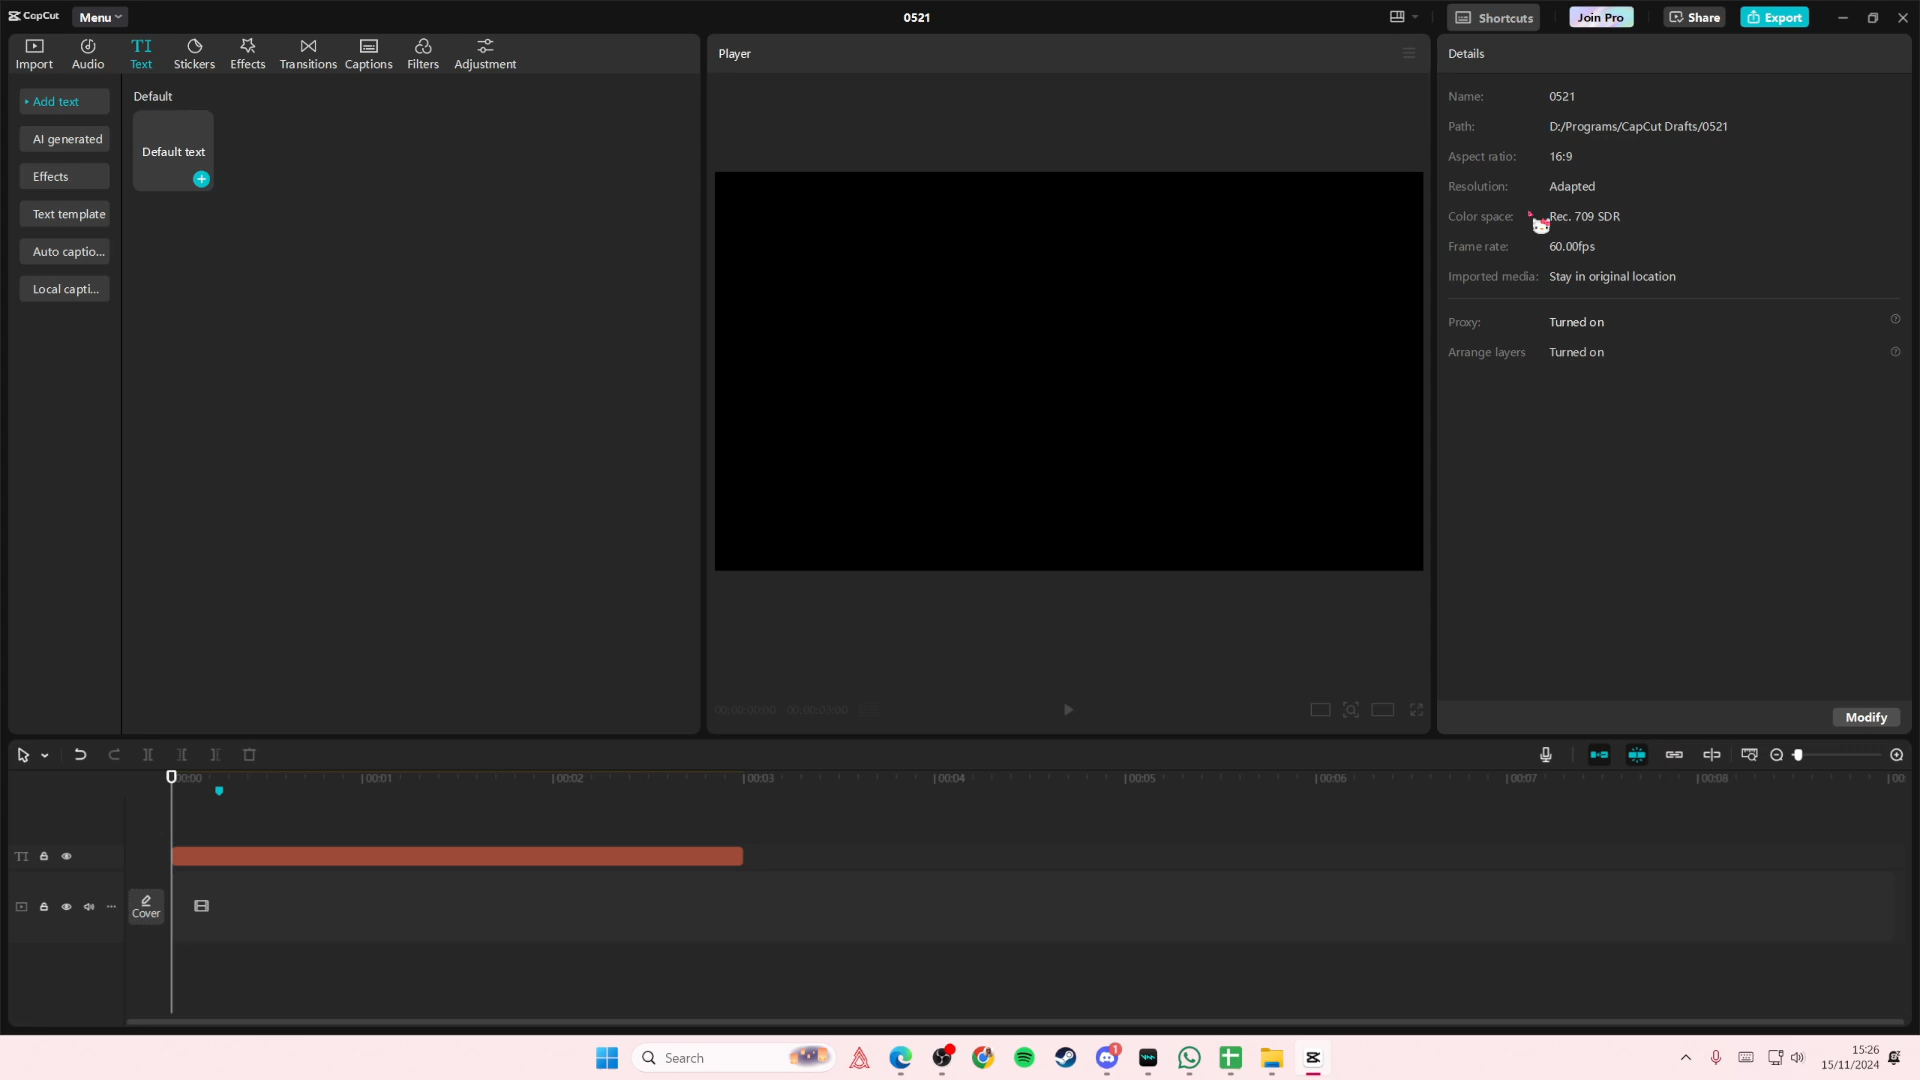 CapCut
Menu
0521
Shortcuts
Join Pro
Share
Export
Import
Audio
TI
Text
Stickers
Effects
Transitions
Captions
Filters
Adjustment
Player
Details
Add text
AI generated
Effects
Text template
Auto captio...
Local capti...
Default
Default text
Name: 0521
Path: D:/Programs/CapCut Drafts/0521
Aspect ratio: 16:9
Resolution: Adapted
Color space: Rec. 709 SDR
Frame rate: 60.00fps
Imported media: Stay in original location
Proxy: Turned on
Arrange layers Turned on
00:00:00:00 00:00:03:00
Modify
00:00 00:01 00:02 00:03 00:04 00:05 00:06 00:07 00:08 00
TI
Cover
Search
1
15:26
15/11/2024